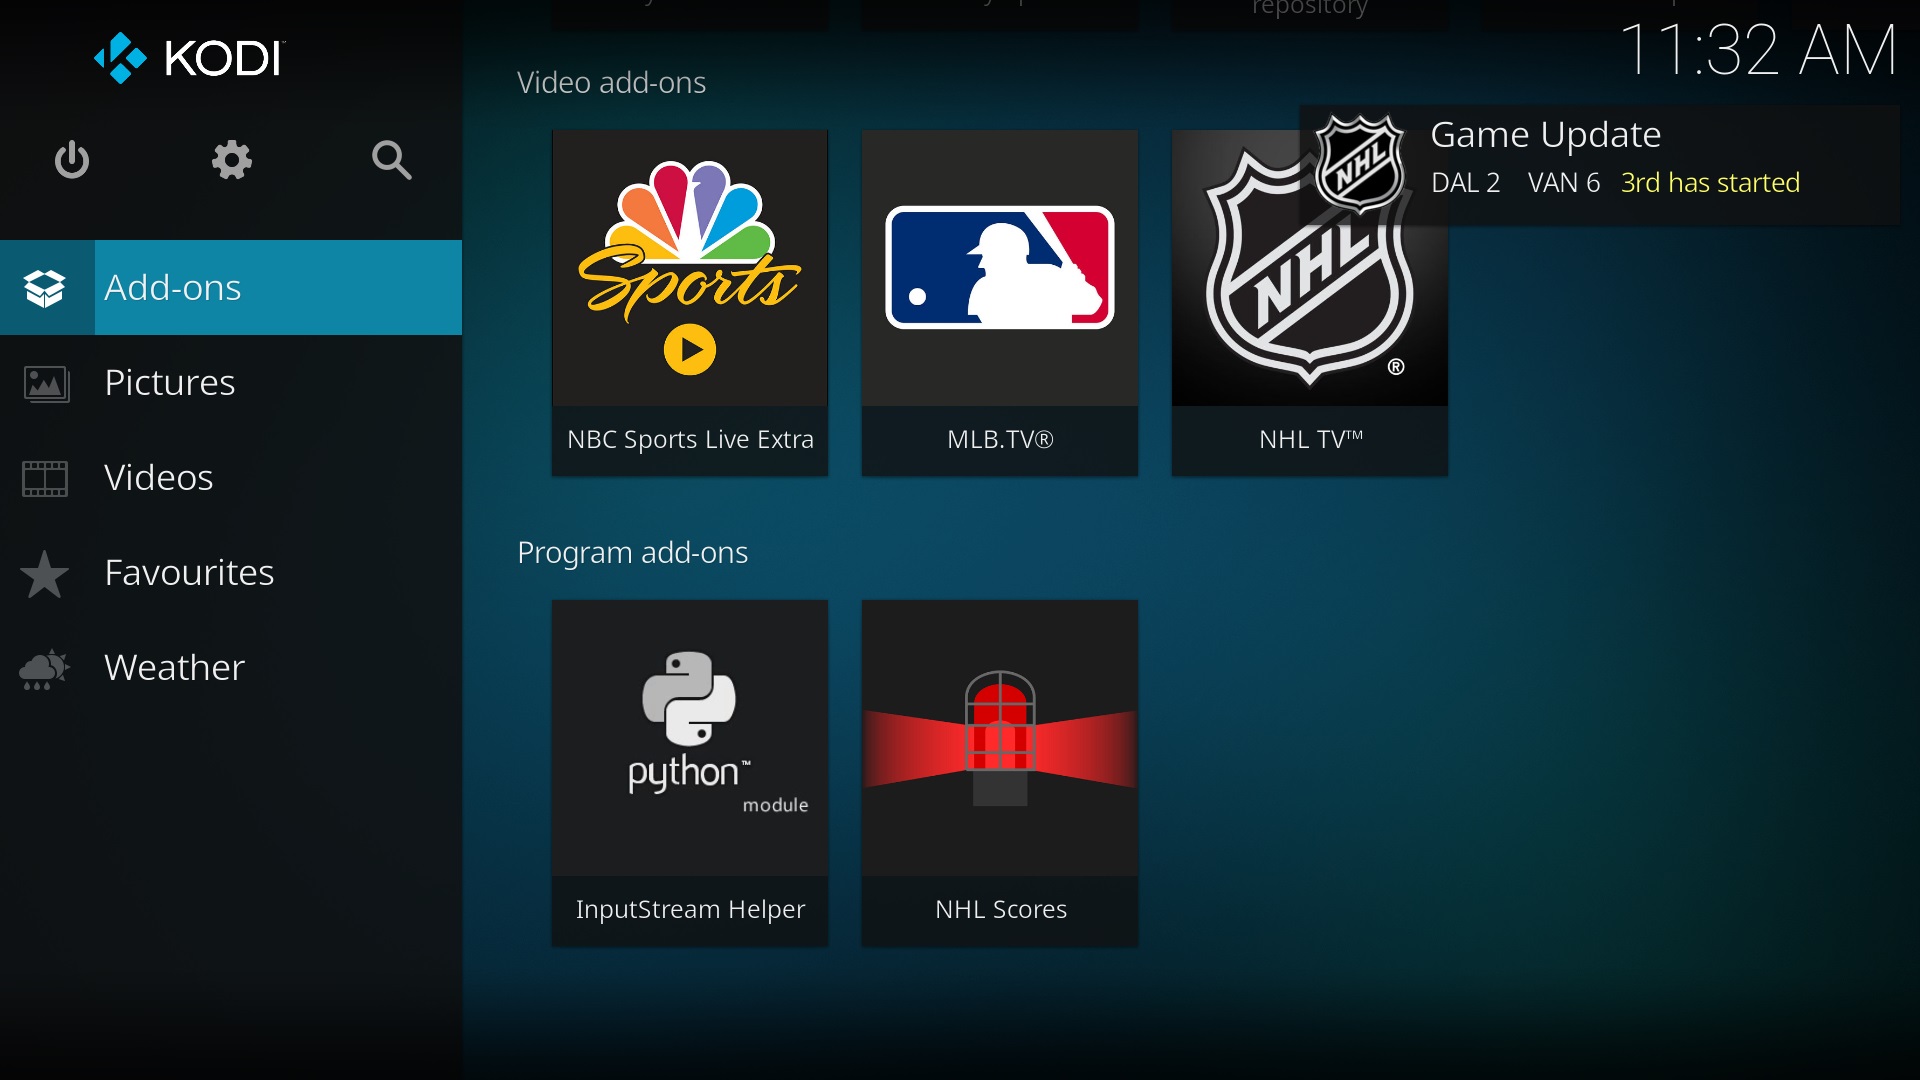 KODI
repository
11:32 AM
Video add-ons
Game Update
DAL 2 VAN 6 3rd has started
Sports
NHL
NHL
®
Add-ons
Pictures
Videos
Favourites
Weather
NBC Sports Live Extra
MLB.TV®
NHL TV™
Program add-ons
python™
module
InputStream Helper
NHL Scores